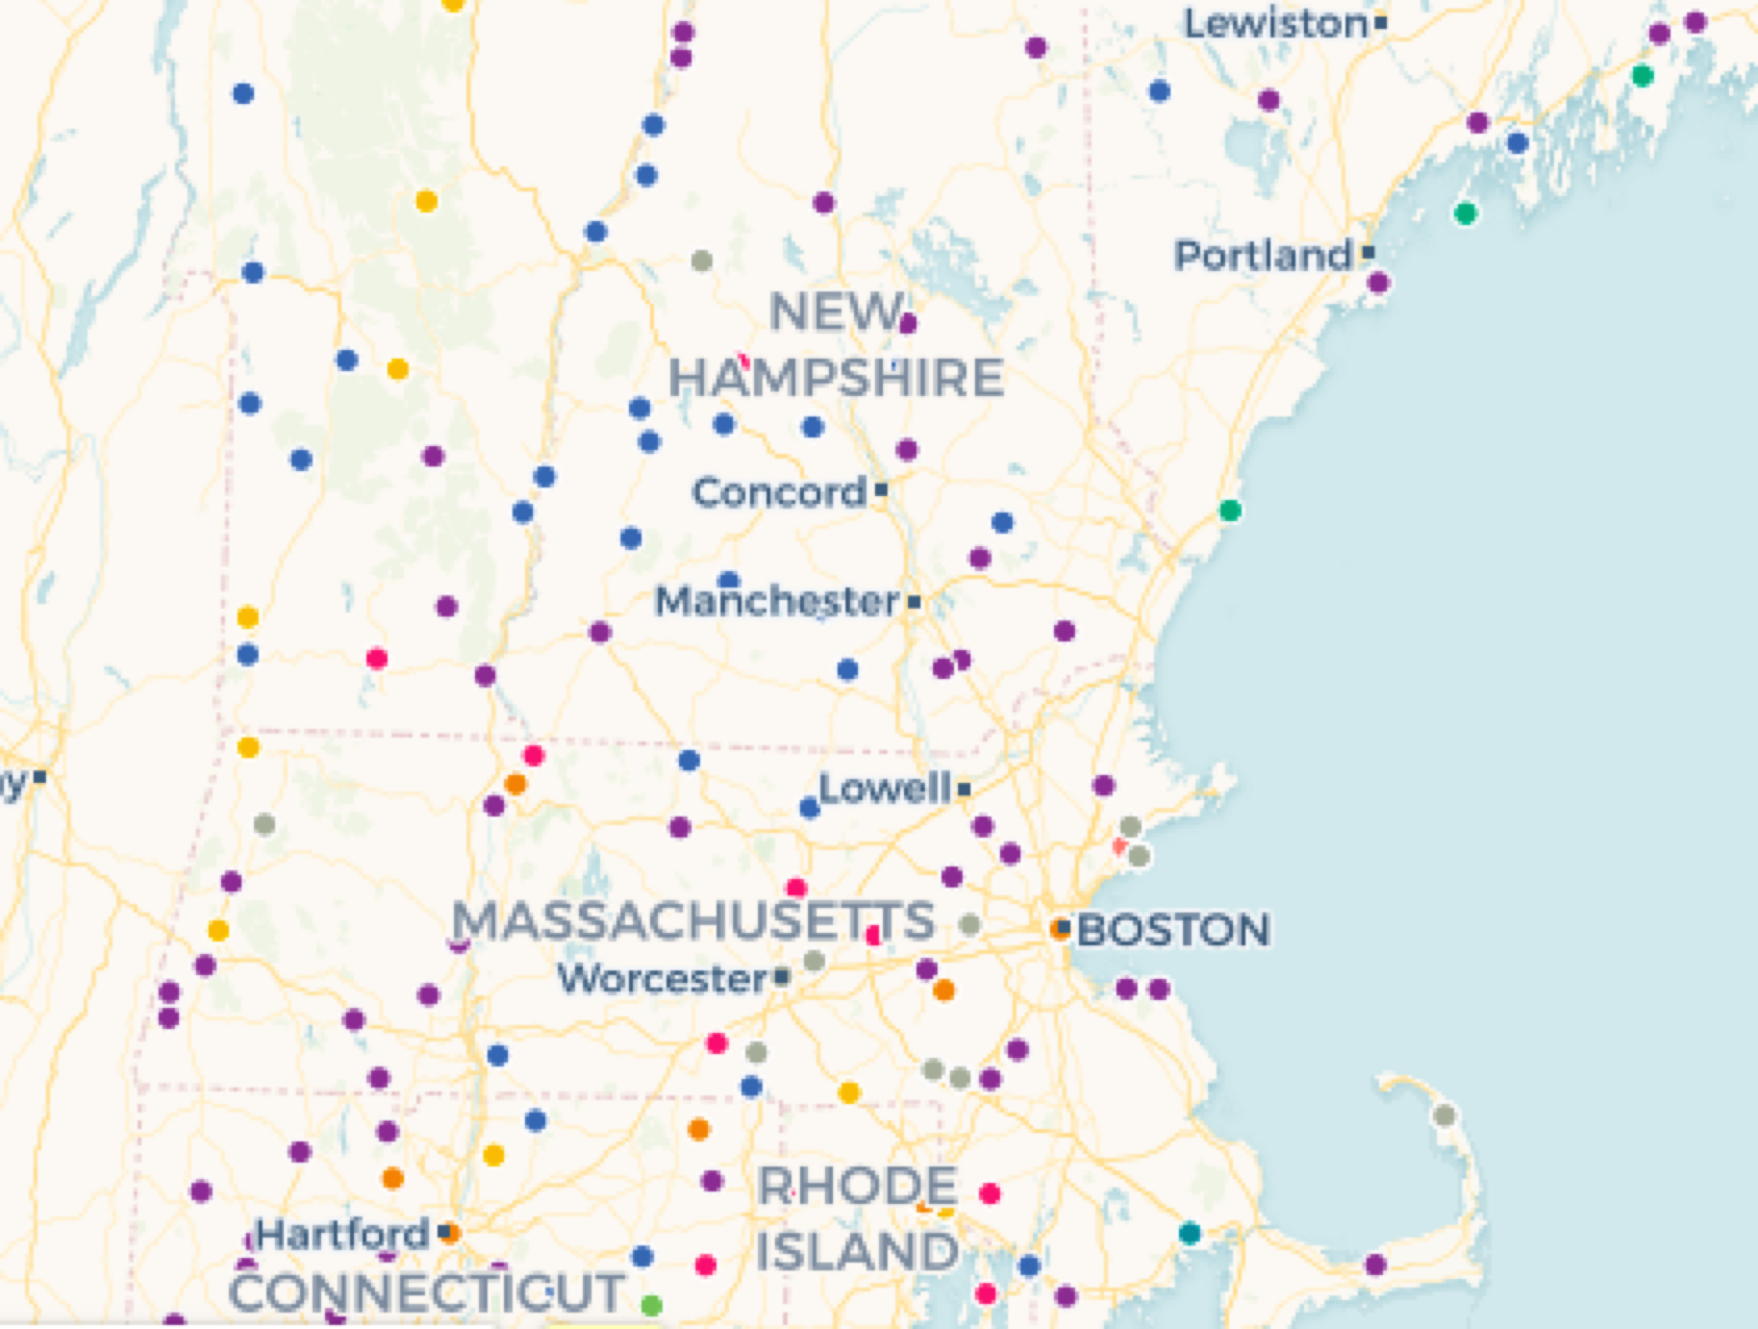 Lewiston
Portland
NEW
HAMPSHIRE
Concord
Manchester
Lowell
MASSACHUSETTS
BOSTON
Worcester
RHODE
ISLAND
Hartford
CONNECTICUT